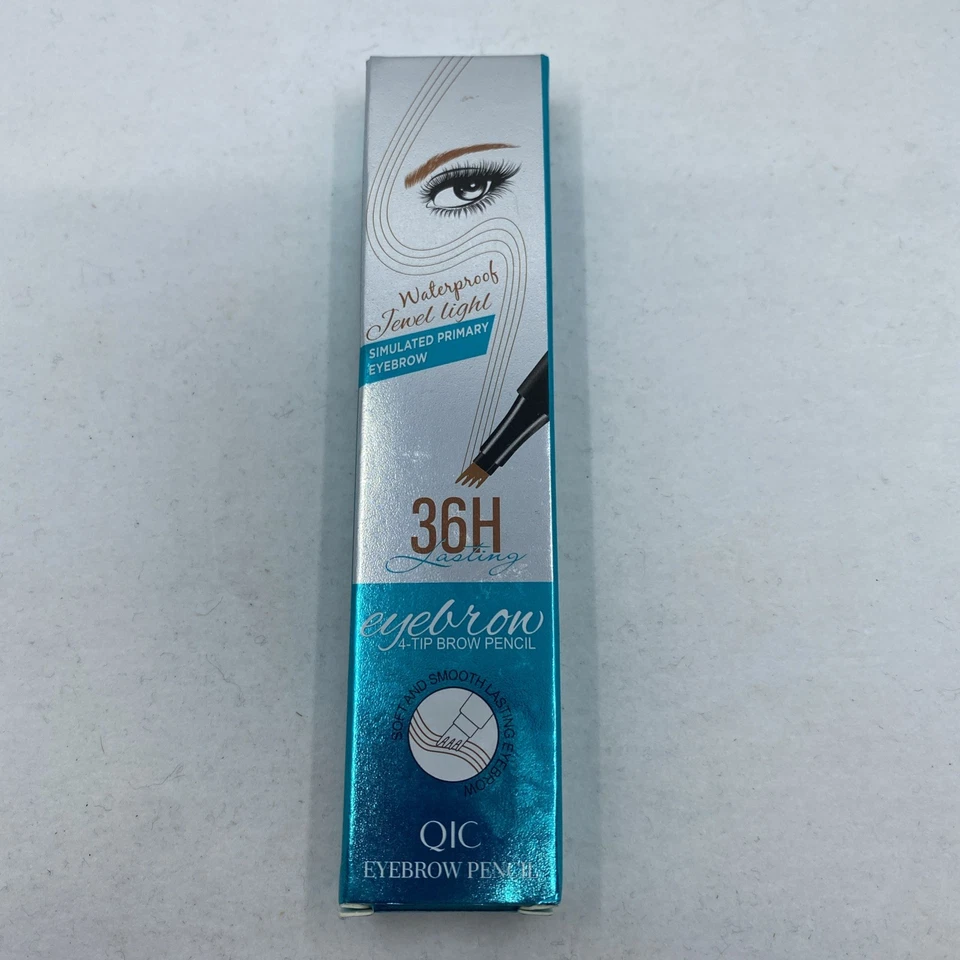 Waterproof
Jewel light
SIMULATED PRIMARY
EYEBROW
36H
Lasting
eyebrow
4-TIP BROW PENCIL
SOFT AND SMOOTH LASTING EYEBROW
QIC
EYEBROW PENCIL